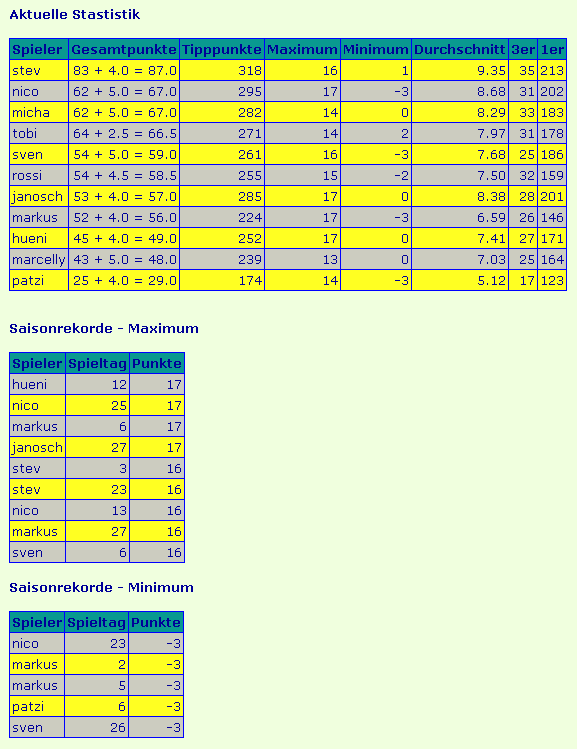 Aktuelle Stastistik
Spieler Gesamtpunkte Tipppunkte Maximum Minimum Durchschnitt 3er 1er
stev 83 + 4.0 = 87.0 318 16 1 9.35 35 213
nico 62 + 5.0 = 67.0 295 17 -3 8.68 31 202
micha 62 + 5.0 = 67.0 282 14 0 8.29 33 183
tobi 64 + 2.5 = 66.5 271 14 2 7.97 31 178
sven 54 + 5.0 = 59.0 261 16 -3 7.68 25 186
rossi 54 + 4.5 = 58.5 255 15 -2 7.50 32 159
janosch 53 + 4.0 = 57.0 285 17 0 8.38 28 201
markus 52 + 4.0 = 56.0 224 17 -3 6.59 26 146
hueni 45 + 4.0 = 49.0 252 17 0 7.41 27 171
marcelly 43 + 5.0 = 48.0 239 13 0 7.03 25 164
patzi 25 + 4.0 = 29.0 174 14 -3 5.12 17 123
Saisonrekorde - Maximum
Spieler Spieltag Punkte
hueni 12 17
nico 25 17
markus 6 17
janosch 27 17
stev 3 16
stev 23 16
nico 13 16
markus 27 16
sven 6 16
Saisonrekorde - Minimum
Spieler Spieltag Punkte
nico 23 -3
markus 2 -3
markus 5 -3
patzi 6 -3
sven 26 -3